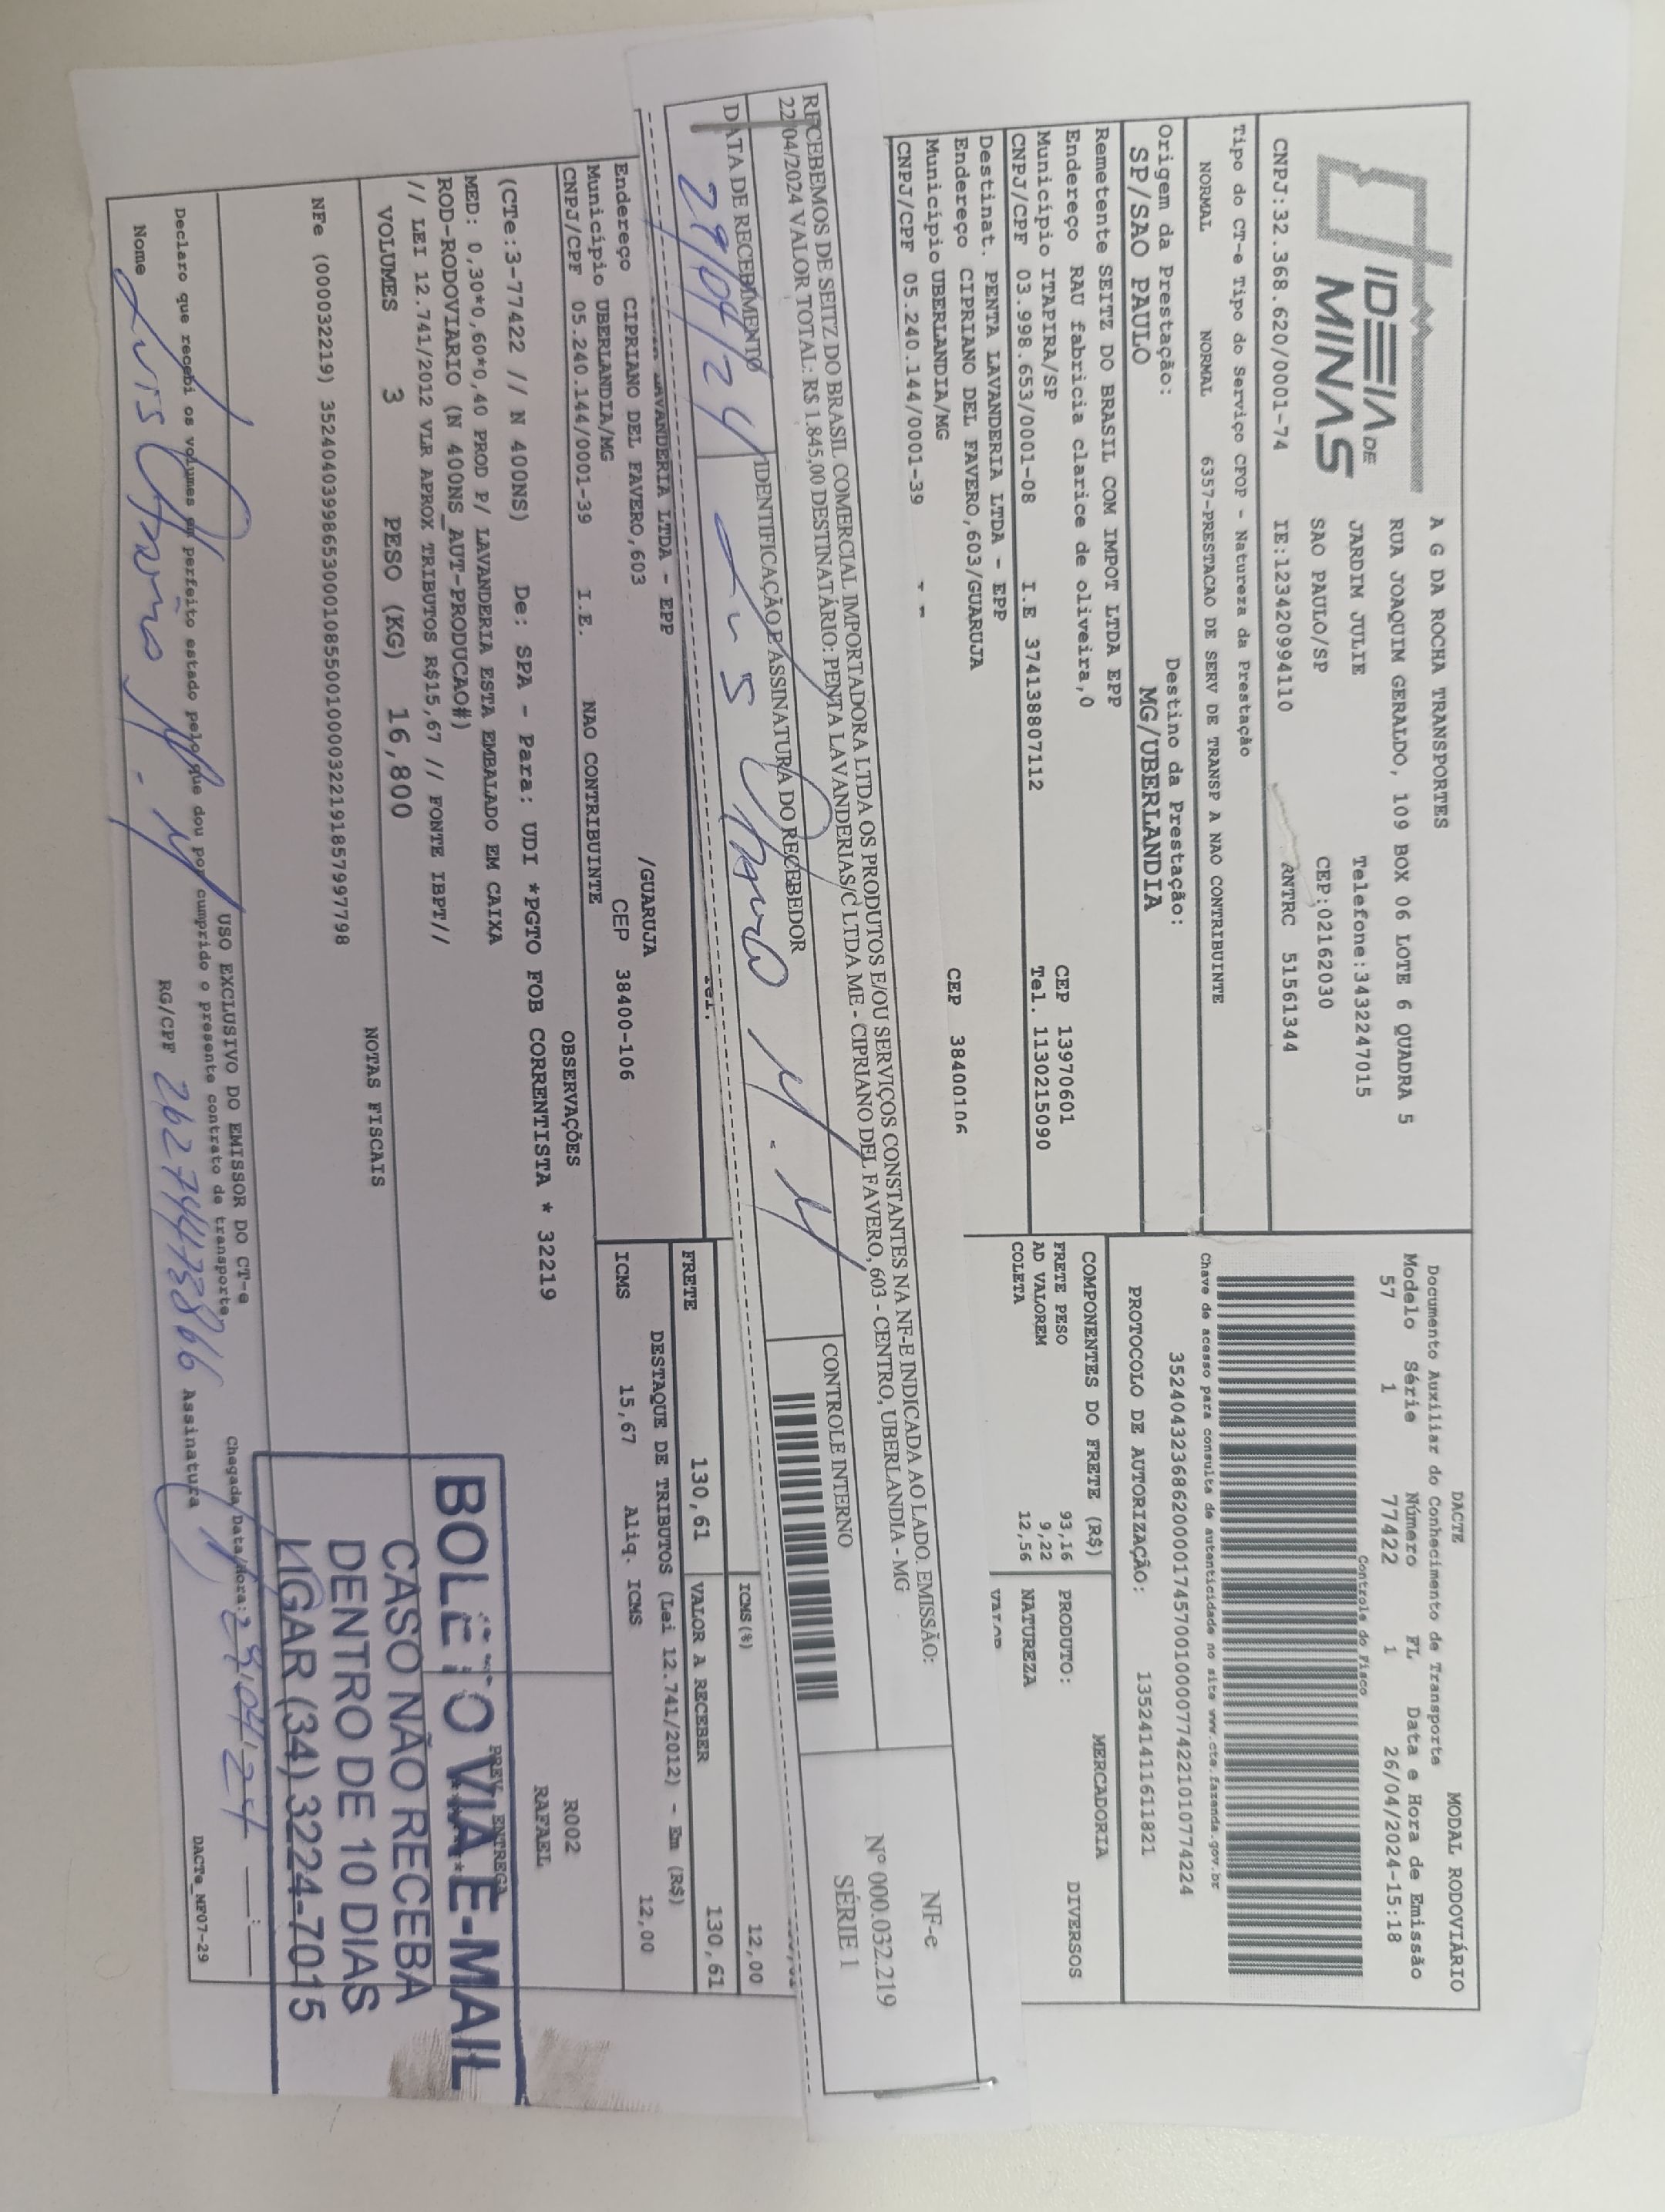 IDEIA DE
MINAS
A G DA ROCHA TRANSPORTES
RUA JOAQUIM GERALDO, 109 BOX 06 LOTE 6 QUADRA 5
JARDIM JULIE Telefone:3432247015
SAO PAULO/SP CEP:02162030
CNPJ:32.368.620/0001-74 IE:123420994110 RNTRC 51561344
DACTE MODAL RODOVIÁRIO
Documento Auxiliar do Conhecimento de Transporte
Modelo Série Número FL Data e Hora de Emissão
57 1 77422 1 26/04/2024-15:18
Controle do Fisco
Chave de acesso para consulta de autenticidade no site www.cte.fazenda.gov.br
35240432368620000174570010000774221010774224
PROTOCOLO DE AUTORIZAÇÃO: 135241411611821
Tipo do CT-e Tipo do Serviço CFOP - Natureza da Prestação
NORMAL NORMAL 6357-PRESTACAO DE SERV DE TRANSP A NAO CONTRIBUINTE
Origem da Prestação: Destino da Prestação:
SP/SAO PAULO MG/UBERLANDIA
Remetente SEITZ DO BRASIL COM IMPOT LTDA EPP
Endereço RAU fabricia clarice de oliveira,0 CEP 13970601
Município ITAPIRA/SP Tel. 1130215090
CNPJ/CPF 03.998.653/0001-08 I.E 374138807112
Destinat. PENTA LAVANDERIA LTDA - EPP
Endereço CIPRIANO DEL FAVERO,603/GUARUJA
Município UBERLANDIA/MG CEP 38400106
CNPJ/CPF 05.240.144/0001-39
COMPONENTES DO FRETE (R$) MERCADORIA
FRETE PESO 93,16 PRODUTO: DIVERSOS
AD VALOREM 9,22
COLETA 12,56 NATUREZA
VALOR
RECEBEMOS DE SEITZ DO BRASIL COMERCIAL IMPORTADORA LTDA OS PRODUTOS E/OU SERVIÇOS CONSTANTES NA NF-E INDICADA AO LADO. EMISSÃO:
22/04/2024 VALOR TOTAL: R$ 1.845,00 DESTINATÁRIO: PENTA LAVANDERIAS/C LTDA ME - CIPRIANO DEL FAVERO, 603 - CENTRO, UBERLANDIA - MG
DATA DE RECEBIMENTO IDENTIFICAÇÃO E ASSINATURA DO RECEBEDOR CONTROLE INTERNO
NF-e
Nº 000.032.219
SÉRIE 1
Tel.
ICMS(%) 12,00
LAVANDERIA LTDA - EPP
Endereço CIPRIANO DEL FAVERO,603 /GUARUJA
Município UBERLANDIA/MG CEP 38400-106
CNPJ/CPF 05.240.144/0001-39 I.E. NAO CONTRIBUINTE
FRETE 130,61 VALOR A RECEBER 130,61
DESTAQUE DE TRIBUTOS (Lei 12.741/2012) - Em (R$)
ICMS 15,67 Aliq. ICMS 12,00
OBSERVAÇÕES
(CTe:3-77422 // N 400NS) De: SPA - Para: UDI *PGTO FOB CORRENTISTA * 32219
MED: 0,30*0,60*0,40 PROD P/ LAVANDERIA ESTA EMBALADO EM CAIXA
ROD-RODOVIARIO (N 400NS_AUT-PRODUCAO#)
// LEI 12.741/2012 VLR APROX TRIBUTOS R$15,67 // FONTE IBPT//
R002
RAFAEL
PREV. ENTREGA
VOLUMES 3 PESO (KG) 16,800
NOTAS FISCAIS
NFe (000032219) 35240403998653000108550010000322191857997798
BOLETO VIA E-MAIL
CASO NÃO RECEBA
DENTRO DE 10 DIAS
LIGAR (34) 3224-7015
USO EXCLUSIVO DO EMISSOR DO CT-e
Declaro que recebi os volumes em perfeito estado pelo que dou por cumprido o presente contrato de transporte
Chegada Data/Hora:
Nome Luis RG/CPF Assinatura
DACTe_NF07-29